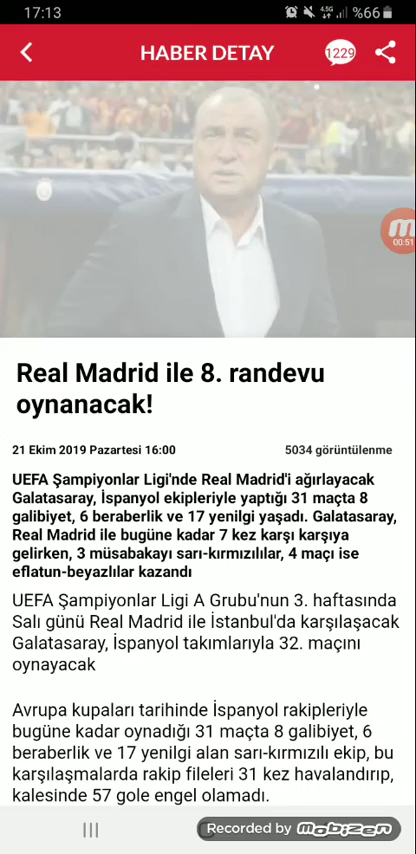 17:13
4.5G
%66
HABER DETAY
1229
00:51
Real Madrid ile 8. randevu
oynanacak!
21 Ekim 2019 Pazartesi 16:00
5034 görüntülenme
UEFA Şampiyonlar Ligi'nde Real Madrid'i ağırlayacak
Galatasaray, İspanyol ekipleriyle yaptığı 31 maçta 8
galibiyet, 6 beraberlik ve 17 yenilgi yaşadı. Galatasaray,
Real Madrid ile bugüne kadar 7 kez karşı karşıya
gelirken, 3 müsabakayı sarı-kırmızılılar, 4 maçı ise
eflatun-beyazlılar kazandı
UEFA Şampiyonlar Ligi A Grubu'nun 3. haftasında
Salı günü Real Madrid ile İstanbul'da karşılaşacak
Galatasaray, İspanyol takımlarıyla 32. maçını
oynayacak
Avrupa kupaları tarihinde İspanyol rakipleriyle
bugüne kadar oynadığı 31 maçta 8 galibiyet, 6
beraberlik ve 17 yenilgi alan sarı-kırmızılı ekip, bu
karşılaşmalarda rakip fileleri 31 kez havalandırıp,
kalesinde 57 gole engel olamadı.
Recorded by mobizen